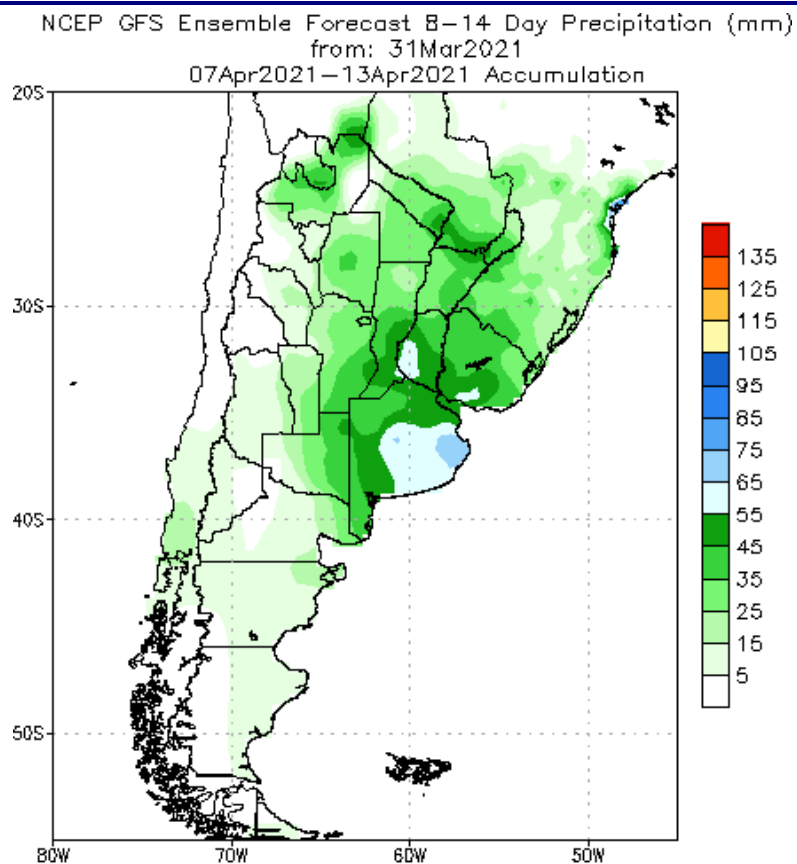 NCEP GFS Ensemble Forecast 8-14 Day Precipitation (mm)
from: 31Mar2021
07Apr2021-13Apr2021 Accumulation
20S
30S
40S
50S
80W
70W
60W
50W
135
125
115
105
95
85
75
65
55
45
35
25
15
5